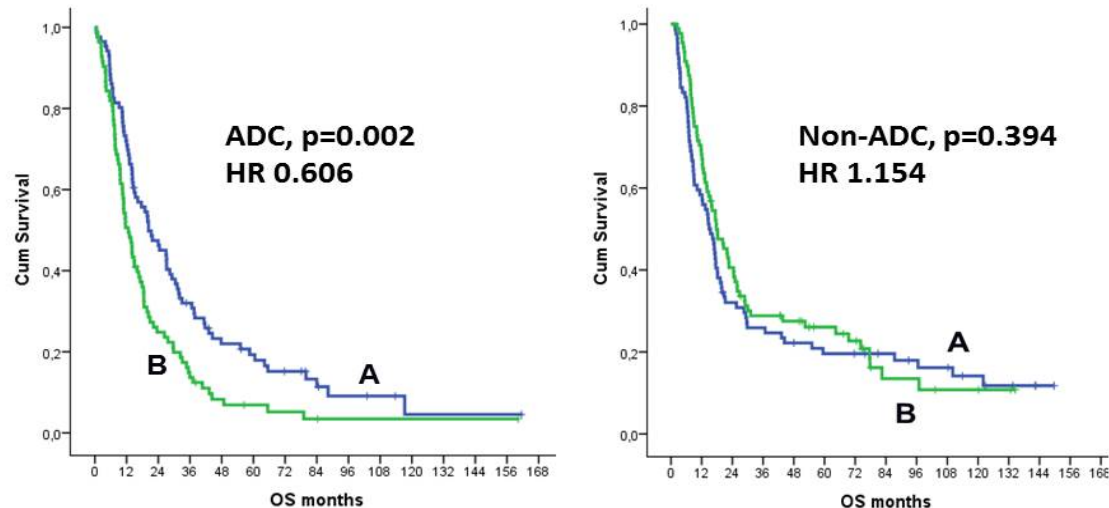 Cum Survival
1,0
0,8
0,6
0,4
0,2
0,0
ADC, p=0.002
HR 0.606
A
B
0 12 24 36 48 60 72 84 96 108 120 132 144 156 168
OS months
Cum Survival
1,0
0,8
0,6
0,4
0,2
0,0
Non-ADC, p=0.394
HR 1.154
A
B
0 12 24 36 48 60 72 84 96 108 120 132 144 156 168
OS months